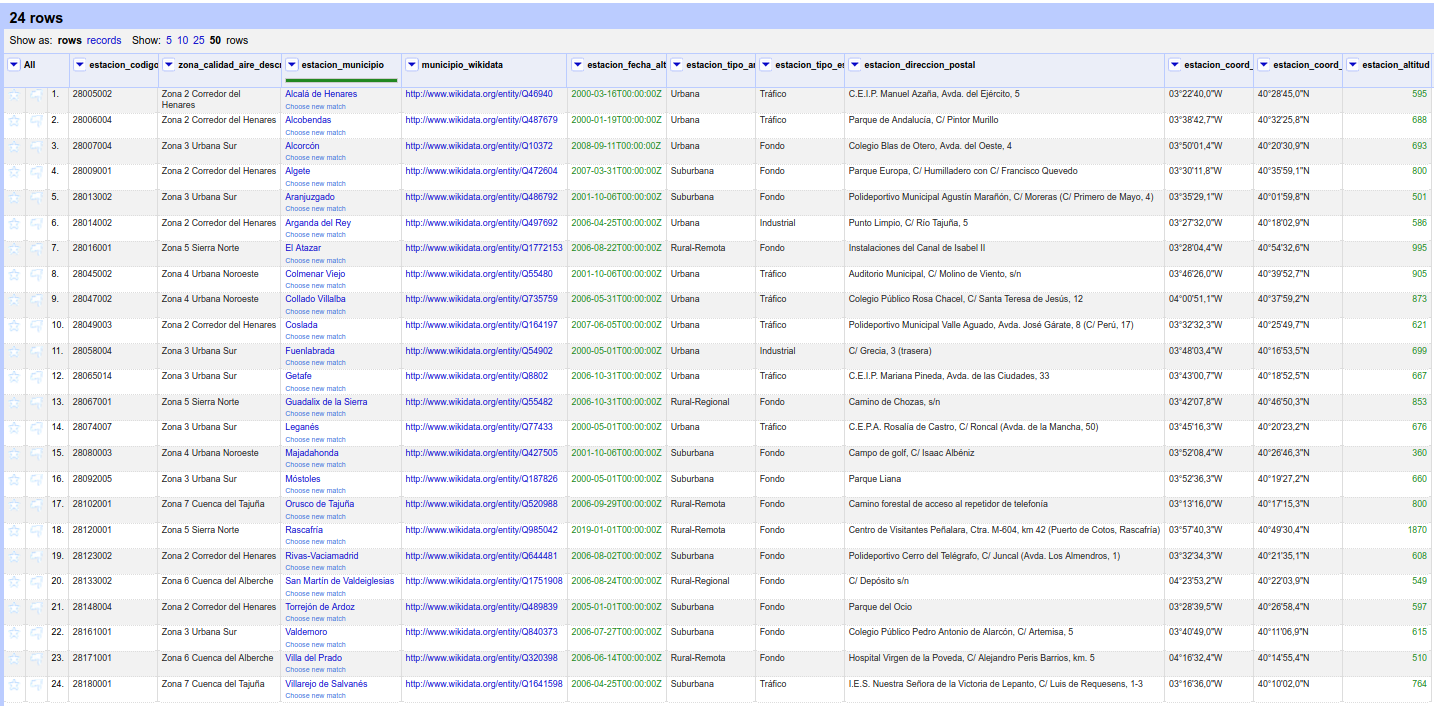 24 rows
Show as: rows records Show: 5 10 25 50 rows
All estacion_codigo zona_calidad_aire_descr estacion_municipio municipio_wikidata estacion_fecha_alt estacion_tipo_ar estacion_tipo_es estacion_direccion_postal estacion_coord_ estacion_coord_ estacion_altitud
1. 28005002 Zona 2 Corredor del Henares Alcalá de Henares http://www.wikidata.org/entity/Q46940 2000-03-16T00:00:00Z Urbana Tráfico C.E.I.P. Manuel Azaña, Avda. del Ejército, 5 03°22'40,0"W 40°28'45,0"N 595
Choose new match
2. 28006004 Zona 2 Corredor del Henares Alcobendas http://www.wikidata.org/entity/Q487679 2000-01-19T00:00:00Z Urbana Tráfico Parque de Andalucía, C/ Pintor Murillo 03°38'42,7"W 40°32'25,8"N 688
Choose new match
3. 28007004 Zona 3 Urbana Sur Alcorcón http://www.wikidata.org/entity/Q10372 2008-09-11T00:00:00Z Urbana Fondo Colegio Blas de Otero, Avda. del Oeste, 4 03°50'01,4"W 40°20'30,9"N 693
Choose new match
4. 28009001 Zona 2 Corredor del Henares Algete http://www.wikidata.org/entity/Q472604 2007-03-31T00:00:00Z Suburbana Fondo Parque Europa, C/ Humilladero con C/ Francisco Quevedo 03°30'11,8"W 40°35'59,1"N 800
Choose new match
5. 28013002 Zona 3 Urbana Sur Aranjuzgado http://www.wikidata.org/entity/Q486792 2001-10-06T00:00:00Z Suburbana Fondo Polideportivo Municipal Agustín Marañón, C/ Moreras (C/ Primero de Mayo, 4) 03°35'29,1"W 40°01'59,8"N 501
Choose new match
6. 28014002 Zona 2 Corredor del Henares Arganda del Rey http://www.wikidata.org/entity/Q497692 2006-04-25T00:00:00Z Urbana Industrial Punto Limpio, C/ Río Tajuña, 5 03°27'32,0"W 40°18'02,9"N 586
Choose new match
7. 28016001 Zona 5 Sierra Norte El Atazar http://www.wikidata.org/entity/Q1772153 2006-08-22T00:00:00Z Rural-Remota Fondo Instalaciones del Canal de Isabel II 03°28'04,4"W 40°54'32,6"N 995
Choose new match
8. 28045002 Zona 4 Urbana Noroeste Colmenar Viejo http://www.wikidata.org/entity/Q55480 2001-10-06T00:00:00Z Urbana Tráfico Auditorio Municipal, C/ Molino de Viento, s/n 03°46'26,0"W 40°39'52,7"N 905
Choose new match
9. 28047002 Zona 4 Urbana Noroeste Collado Villalba http://www.wikidata.org/entity/Q735759 2006-05-31T00:00:00Z Urbana Tráfico Colegio Público Rosa Chacel, C/ Santa Teresa de Jesús, 12 04°00'51,1"W 40°37'59,2"N 873
Choose new match
10. 28049003 Zona 2 Corredor del Henares Coslada http://www.wikidata.org/entity/Q164197 2007-06-05T00:00:00Z Urbana Tráfico Polideportivo Municipal Valle Aguado, Avda. José Gárate, 8 (C/ Perú, 17) 03°32'32,3"W 40°25'49,7"N 621
Choose new match
11. 28058004 Zona 3 Urbana Sur Fuenlabrada http://www.wikidata.org/entity/Q54902 2000-05-01T00:00:00Z Urbana Industrial C/ Grecia, 3 (trasera) 03°48'03,4"W 40°16'53,5"N 699
Choose new match
12. 28065014 Zona 3 Urbana Sur Getafe http://www.wikidata.org/entity/Q8802 2006-10-31T00:00:00Z Urbana Tráfico C.E.I.P. Mariana Pineda, Avda. de las Ciudades, 33 03°43'00,7"W 40°18'52,5"N 667
Choose new match
13. 28067001 Zona 5 Sierra Norte Guadalix de la Sierra http://www.wikidata.org/entity/Q55482 2006-10-31T00:00:00Z Rural-Regional Fondo Camino de Chozas, s/n 03°42'07,8"W 40°46'50,3"N 853
Choose new match
14. 28074007 Zona 3 Urbana Sur Leganés http://www.wikidata.org/entity/Q77433 2000-05-01T00:00:00Z Urbana Tráfico C.E.P.A. Rosalía de Castro, C/ Roncal (Avda. de la Mancha, 50) 03°45'16,3"W 40°20'23,2"N 676
Choose new match
15. 28080003 Zona 4 Urbana Noroeste Majadahonda http://www.wikidata.org/entity/Q427505 2001-10-06T00:00:00Z Suburbana Fondo Campo de golf, C/ Isaac Albéniz 03°52'08,4"W 40°26'46,3"N 360
Choose new match
16. 28092005 Zona 3 Urbana Sur Móstoles http://www.wikidata.org/entity/Q187826 2000-05-01T00:00:00Z Suburbana Fondo Parque Liana 03°52'36,3"W 40°19'27,2"N 660
Choose new match
17. 28102001 Zona 7 Cuenca del Tajuña Orusco de Tajuña http://www.wikidata.org/entity/Q520988 2006-09-29T00:00:00Z Rural-Remota Fondo Camino forestal de acceso al repetidor de telefonía 03°13'16,0"W 40°17'15,3"N 800
Choose new match
18. 28120001 Zona 5 Sierra Norte Rascafría http://www.wikidata.org/entity/Q985042 2019-01-01T00:00:00Z Rural-Remota Fondo Centro de Visitantes Peñalara, Ctra. M-604, km 42 (Puerto de Cotos, Rascafría) 03°57'40,3"W 40°49'30,4"N 1870
Choose new match
19. 28123002 Zona 2 Corredor del Henares Rivas-Vaciamadrid http://www.wikidata.org/entity/Q644481 2006-08-02T00:00:00Z Suburbana Fondo Polideportivo Cerro del Telégrafo, C/ Juncal (Avda. Los Almendros, 1) 03°32'34,3"W 40°21'35,1"N 608
Choose new match
20. 28133002 Zona 6 Cuenca del Alberche San Martín de Valdeiglesias http://www.wikidata.org/entity/Q1751908 2006-08-24T00:00:00Z Rural-Regional Fondo C/ Depósito s/n 04°23'53,2"W 40°22'03,9"N 549
Choose new match
21. 28148004 Zona 2 Corredor del Henares Torrejón de Ardoz http://www.wikidata.org/entity/Q489839 2005-01-01T00:00:00Z Suburbana Fondo Parque del Ocio 03°28'39,5"W 40°26'58,4"N 597
Choose new match
22. 28161001 Zona 3 Urbana Sur Valdemoro http://www.wikidata.org/entity/Q840373 2006-07-27T00:00:00Z Suburbana Fondo Colegio Público Pedro Antonio de Alarcón, C/ Artemisa, 5 03°40'49,0"W 40°11'06,9"N 615
Choose new match
23. 28171001 Zona 6 Cuenca del Alberche Villa del Prado http://www.wikidata.org/entity/Q320398 2006-06-14T00:00:00Z Rural-Remota Fondo Hospital Virgen de la Poveda, C/ Alejandro Peris Barrios, km. 5 04°16'32,4"W 40°14'55,4"N 510
Choose new match
24. 28180001 Zona 7 Cuenca del Tajuña Villarejo de Salvanés http://www.wikidata.org/entity/Q1641598 2006-04-25T00:00:00Z Suburbana Tráfico I.E.S. Nuestra Señora de la Victoria de Lepanto, C/ Luis de Requesens, 1-3 03°16'36,0"W 40°10'02,0"N 764
Choose new match